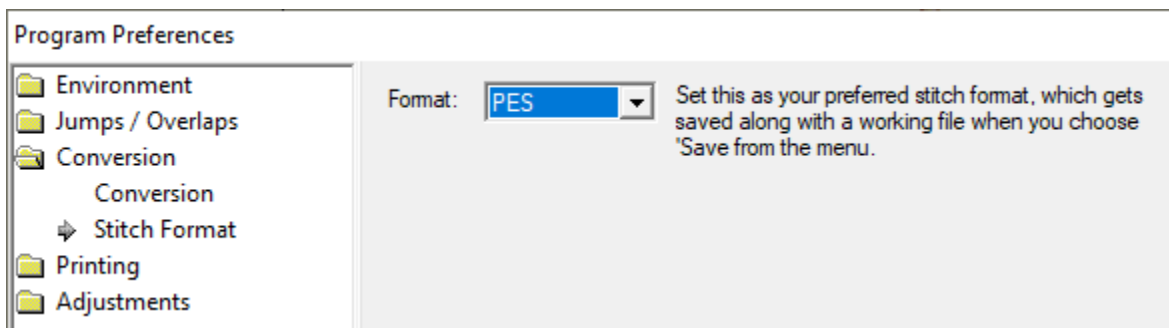 Program Preferences
Environment
Jumps / Overlaps
Conversion
Conversion
Stitch Format
Printing
Adjustments
Format:
PES
Set this as your preferred stitch format, which gets
saved along with a working file when you choose
'Save from the menu.